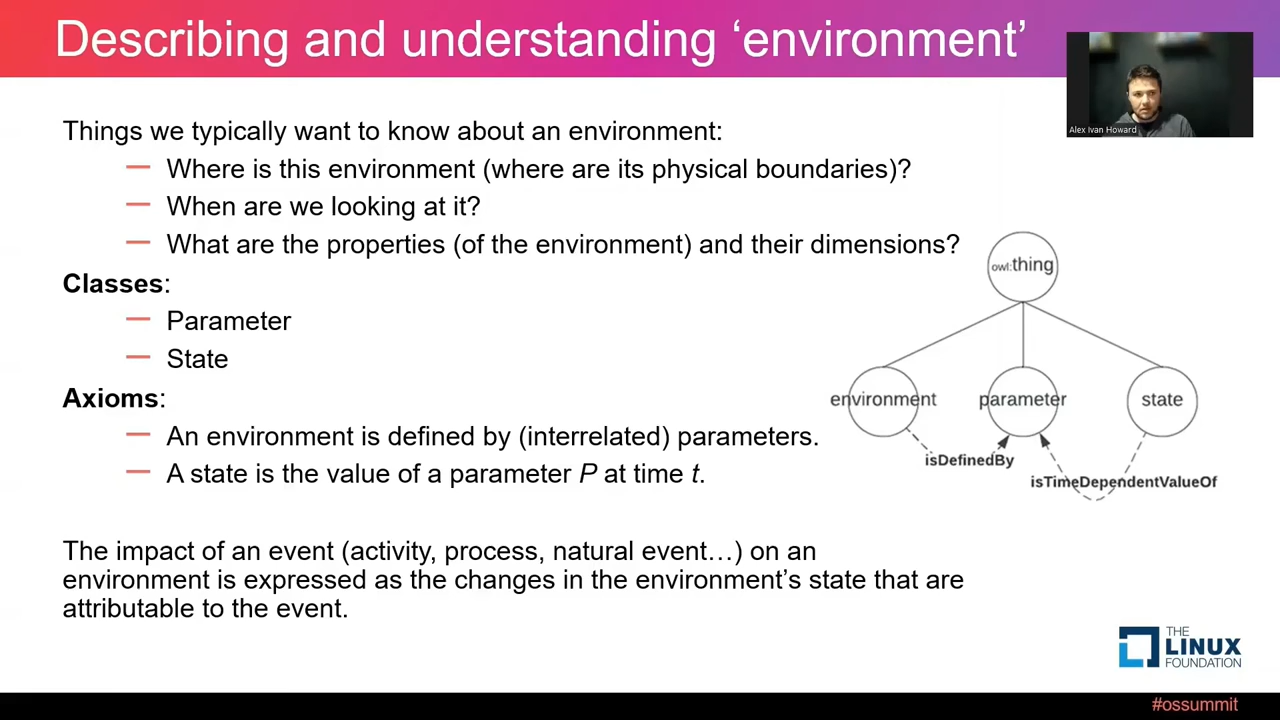 Describing and understanding ‘environment’
Alex Ivan Howard
Things we typically want to know about an environment:
— Where is this environment (where are its physical boundaries)?
— When are we looking at it?
— What are the properties (of the environment) and their dimensions?
Classes:
— Parameter
— State
Axioms:
— An environment is defined by (interrelated) parameters.
— A state is the value of a parameter P at time t.
The impact of an event (activity, process, natural event…) on an
environment is expressed as the changes in the environment’s state that are
attributable to the event.
owl:thing
environment
parameter
state
isDefinedBy
isTimeDependentValueOf
THE
LINUX
FOUNDATION
#ossummit